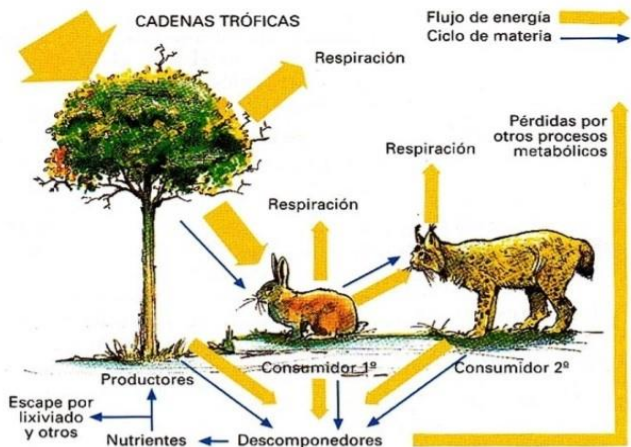 CADENAS TRÓFICAS
Flujo de energía
Ciclo de materia
Respiración
Pérdidas por
otros procesos
metabólicos
Respiración
Respiración
Productores
Consumidor 1º
Consumidor 2º
Escape por
lixiviado
y otros
Nutrientes
Descomponedores